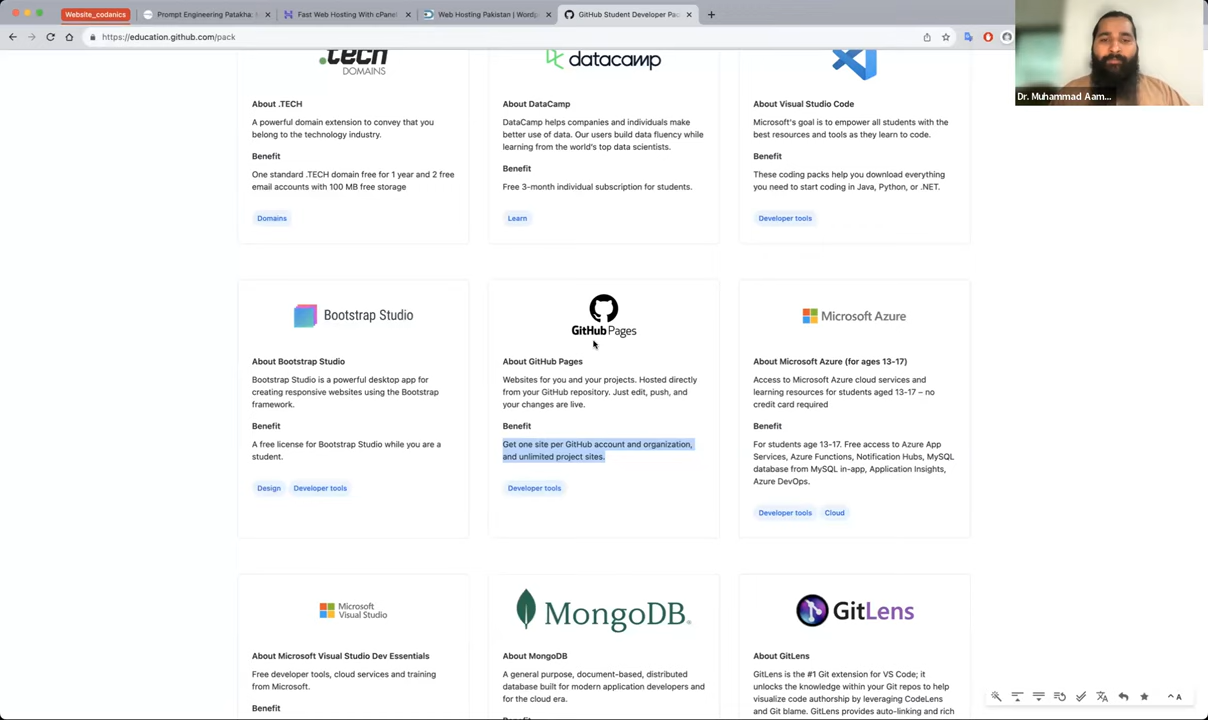 Website_codanics
Prompt Engineering Patakha:
Fast Web Hosting With cPanel
Web Hosting Pakistan | Wordp
GitHub Student Developer Pac
https://education.github.com/pack
Dr. Muhammad Aam...
.tech
DOMAINS
datacamp
About .TECH
A powerful domain extension to convey that you
belong to the technology industry.
Benefit
One standard .TECH domain free for 1 year and 2 free
email accounts with 100 MB free storage
Domains
About DataCamp
DataCamp helps companies and individuals make
better use of data. Our users build data fluency while
learning from the world's top data scientists.
Benefit
Free 3-month individual subscription for students.
Learn
About Visual Studio Code
Microsoft's goal is to empower all students with the
best resources and tools as they learn to code.
Benefit
These coding packs help you download everything
you need to start coding in Java, Python, or .NET.
Developer tools
Bootstrap Studio
About Bootstrap Studio
Bootstrap Studio is a powerful desktop app for
creating responsive websites using the Bootstrap
framework.
Benefit
A free license for Bootstrap Studio while you are a
student.
Design
Developer tools
GitHub Pages
About GitHub Pages
Websites for you and your projects. Hosted directly
from your GitHub repository. Just edit, push, and
your changes are live.
Benefit
Get one site per GitHub account and organization,
and unlimited project sites.
Developer tools
Microsoft Azure
About Microsoft Azure (for ages 13-17)
Access to Microsoft Azure cloud services and
learning resources for students aged 13-17 – no
credit card required
Benefit
For students age 13-17. Free access to Azure App
Services, Azure Functions, Notification Hubs, MySQL
database from MySQL in-app, Application Insights,
Azure DevOps.
Developer tools
Cloud
Microsoft
Visual Studio
About Microsoft Visual Studio Dev Essentials
Free developer tools, cloud services and training
from Microsoft.
Benefit
MongoDB.
About MongoDB
A general purpose, document-based, distributed
database built for modern application developers and
for the cloud era.
GitLens
About GitLens
GitLens is the #1 Git extension for VS Code; it
unlocks the knowledge within your Git repos to help
visualize code authorship by leveraging CodeLens
and Git blame. GitLens provides auto-linking and rich